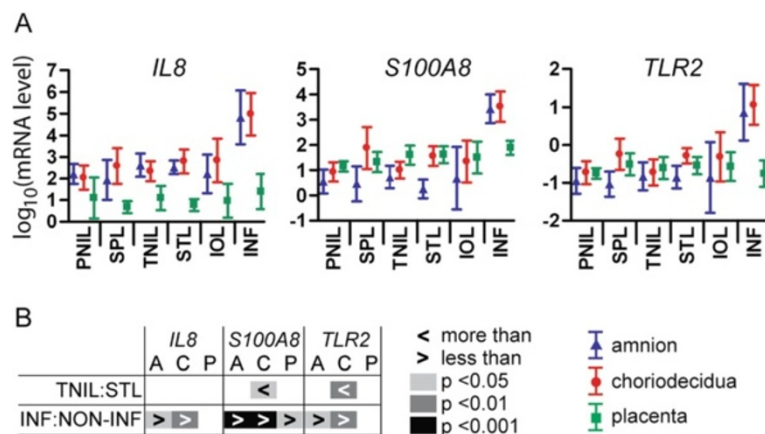 A
IL8 S100A8 TLR2
log10(mRNA level)
7
6
5
4
3
2
1
0
PNIL SPL TNIL STL IOL INF
5
4
3
2
1
0
-1
PNIL SPL TNIL STL IOL INF
2
1
0
-1
-2
PNIL SPL TNIL STL IOL INF
B
IL8 S100A8 TLR2
A C P A C P A C P
TNIL:STL < <
INF:NON-INF > > > > > > >
< more than
> less than
p <0.05
p <0.01
p <0.001
amnion
choriodecidua
placenta